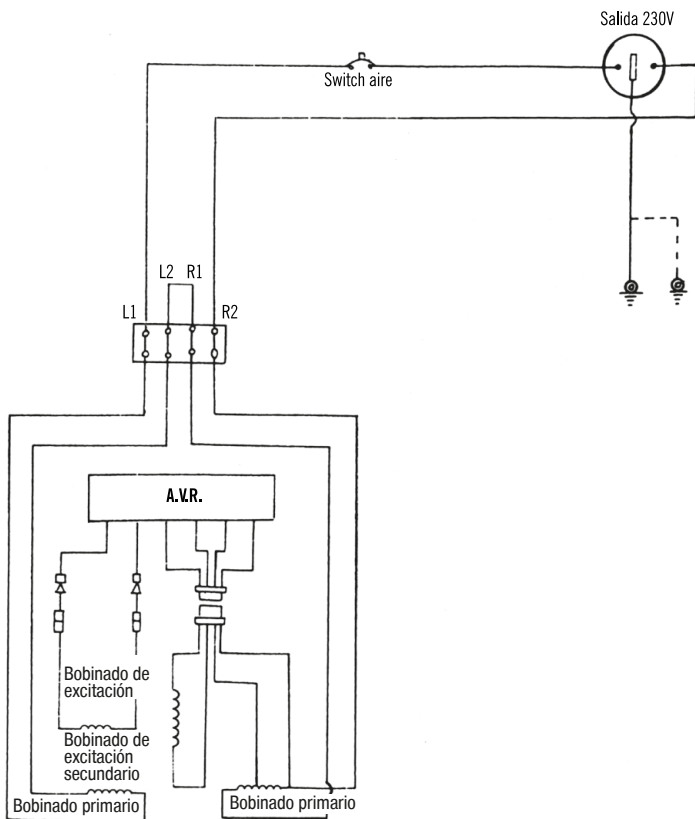 Salida 230V
Switch aire
L2 R1
L1
R2
A.V.R.
Bobinado de
excitación
Bobinado de
excitación
secundario
Bobinado primario
Bobinado primario